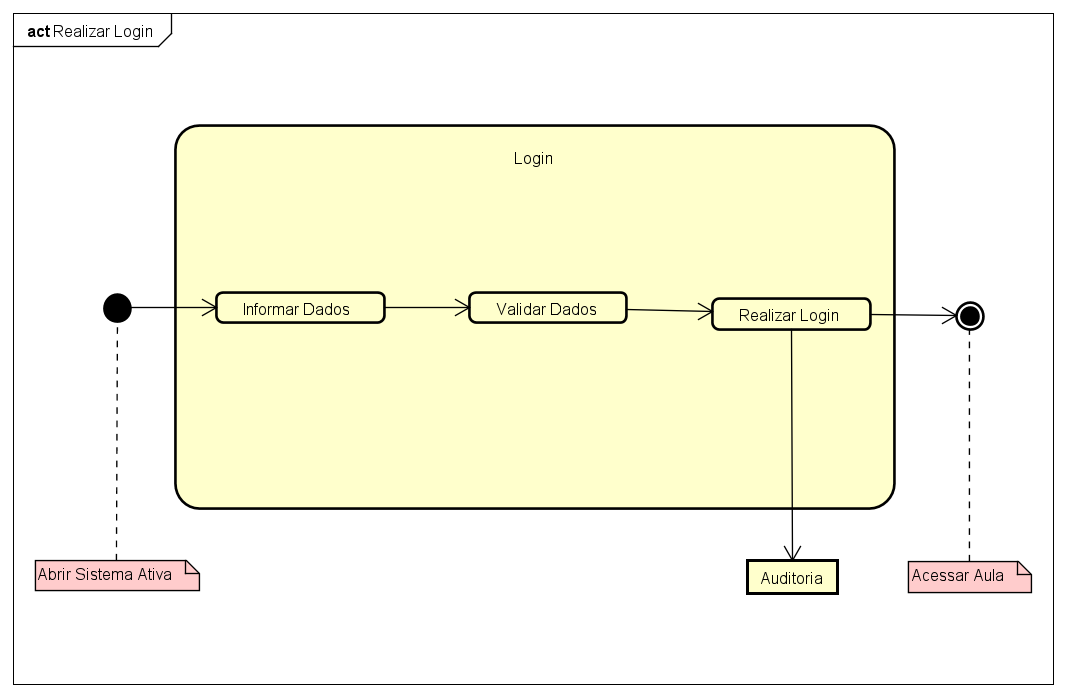 act Realizar Login
Login
Informar Dados
Validar Dados
Realizar Login
Abrir Sistema Ativa
Auditoria
Acessar Aula